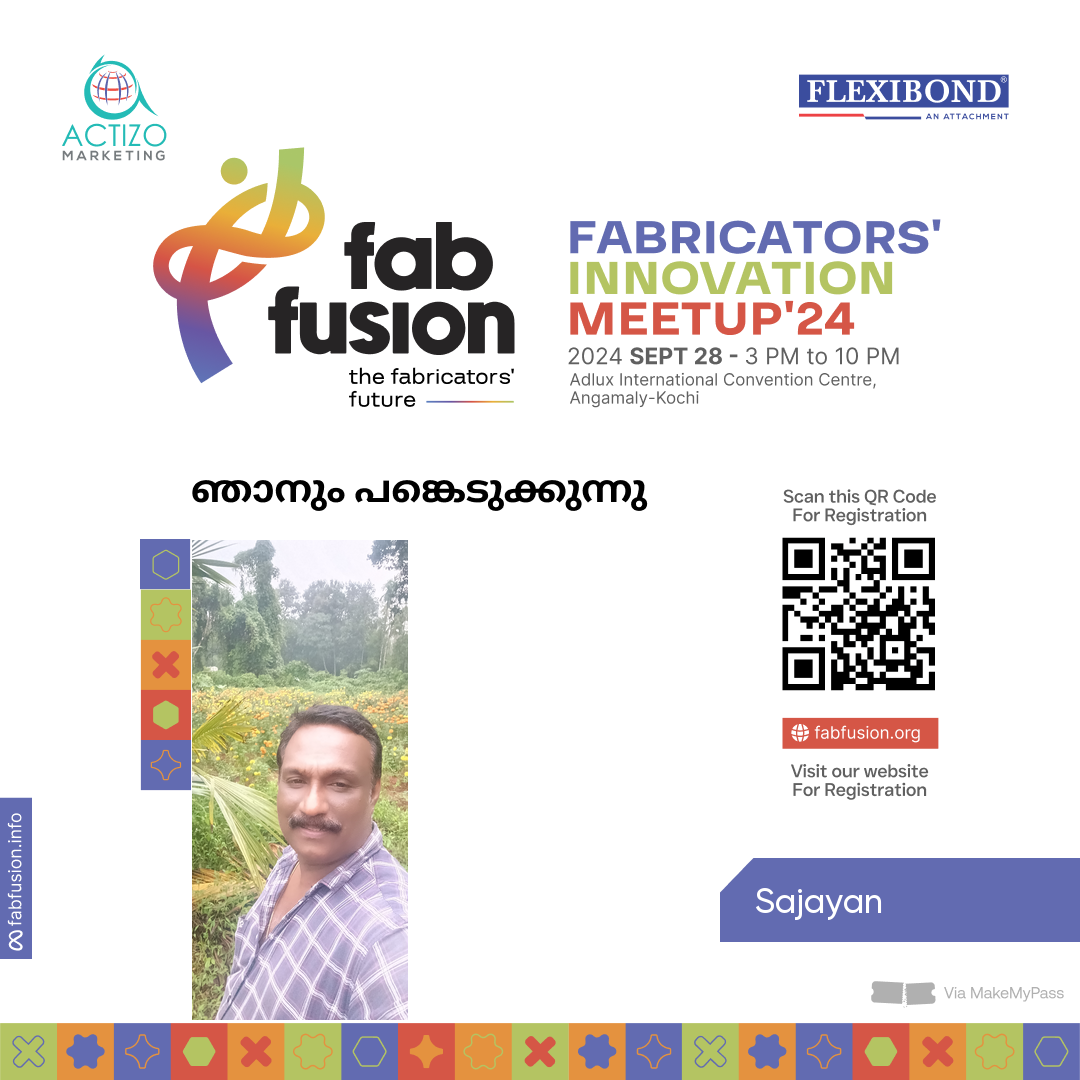 ACTIZO
MARKETING
FLEXIBOND®
AN ATTACHMENT
fab
fusion
the fabricators'
future
FABRICATORS'
INNOVATION
MEETUP'24
2024 SEPT 28 - 3 PM to 10 PM
Adlux International Convention Centre,
Angamaly-Kochi
ഞാനും പങ്കെടുക്കുന്നു
Scan this QR Code
For Registration
fabfusion.org
Visit our website
For Registration
fabfusion.info
Sajayan
Via MakeMyPass